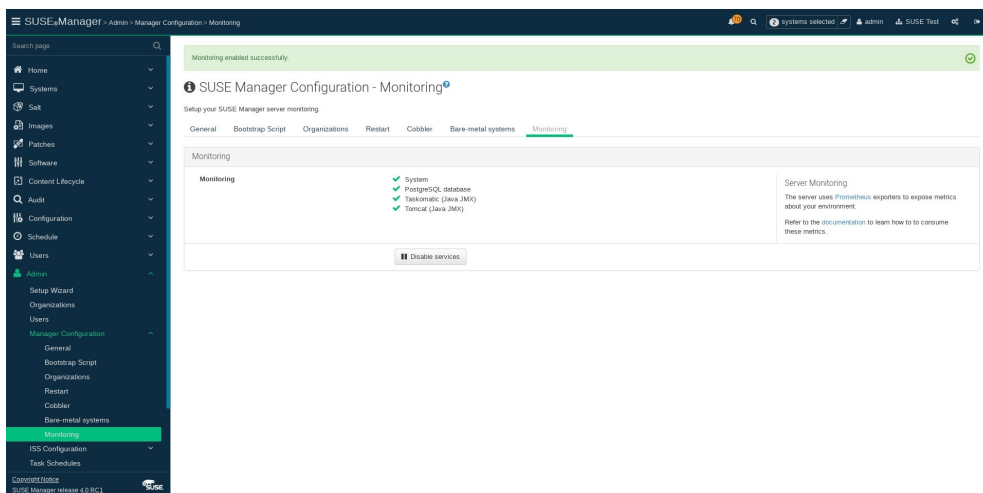 SUSE®Manager > Admin > Manager Configuration > Monitoring
2 systems selected admin SUSE Test
Search page
Home
Systems
Salt
Images
Patches
Software
Content Lifecycle
Audit
Configuration
Schedule
Users
Admin
Setup Wizard
Organizations
Users
Manager Configuration
General
Bootstrap Script
Organizations
Restart
Cobbler
Bare-metal systems
Monitoring
ISS Configuration
Task Schedules
Copyright Notice
SUSE Manager release 4.0 RC1
SUSE.
Monitoring enabled successfully.
SUSE Manager Configuration - Monitoring?
Setup your SUSE Manager server monitoring.
General Bootstrap Script Organizations Restart Cobbler Bare-metal systems Monitoring
Monitoring
Monitoring
System
PostgreSQL database
Taskomatic (Java JMX)
Tomcat (Java JMX)
Server Monitoring
The server uses Prometheus exporters to expose metrics
about your environment.
Refer to the documentation to learn how to to consume
these metrics.
Disable services